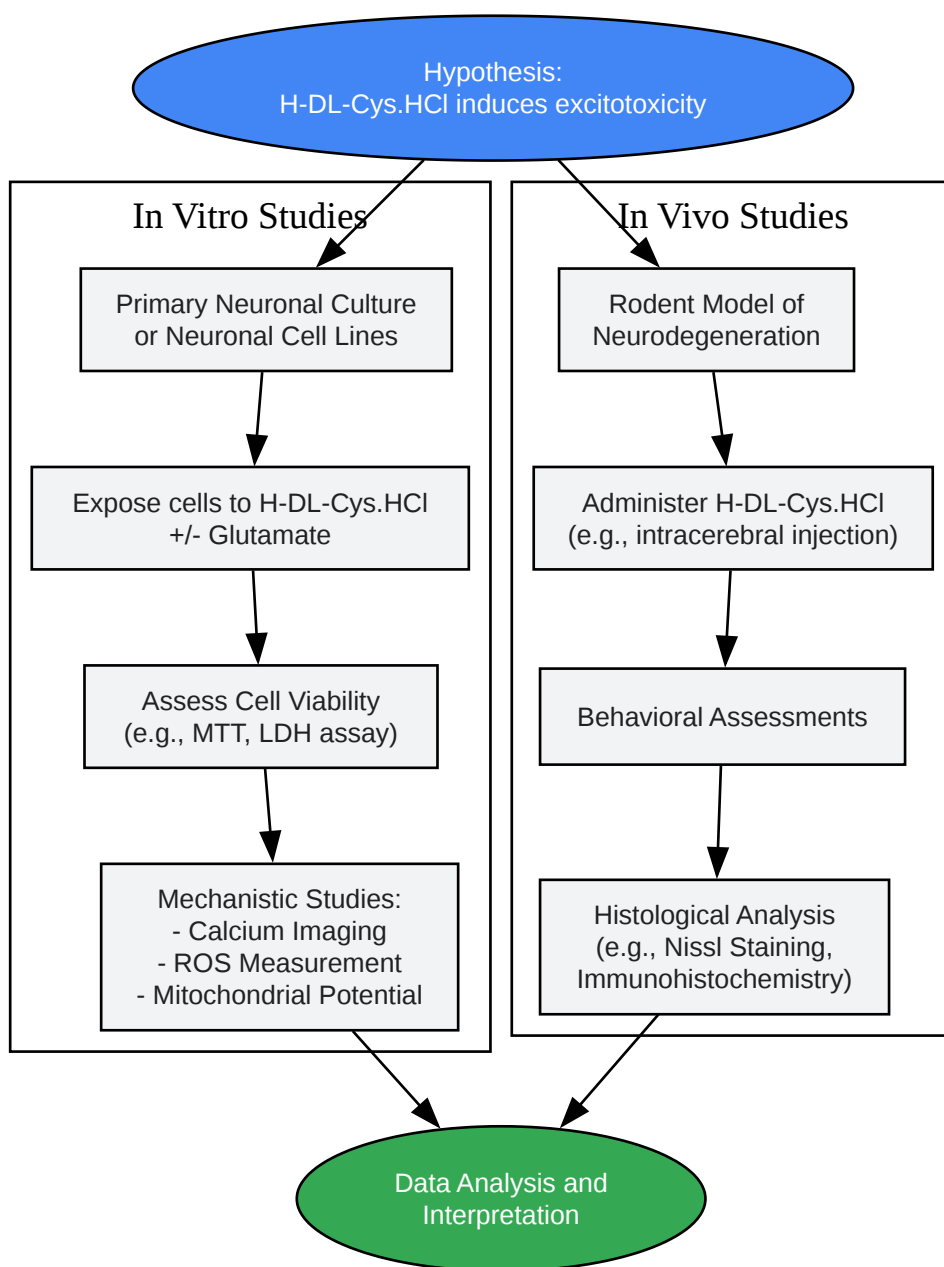 Hypothesis:
H-DL-Cys.HCl induces excitotoxicity
In Vitro Studies
Primary Neuronal Culture
or Neuronal Cell Lines
Expose cells to H-DL-Cys.HCl
+/- Glutamate
Assess Cell Viability
(e.g., MTT, LDH assay)
Mechanistic Studies:
- Calcium Imaging
- ROS Measurement
- Mitochondrial Potential
In Vivo Studies
Rodent Model of
Neurodegeneration
Administer H-DL-Cys.HCl
(e.g., intracerebral injection)
Behavioral Assessments
Histological Analysis
(e.g., Nissl Staining,
Immunohistochemistry)
Data Analysis and
Interpretation